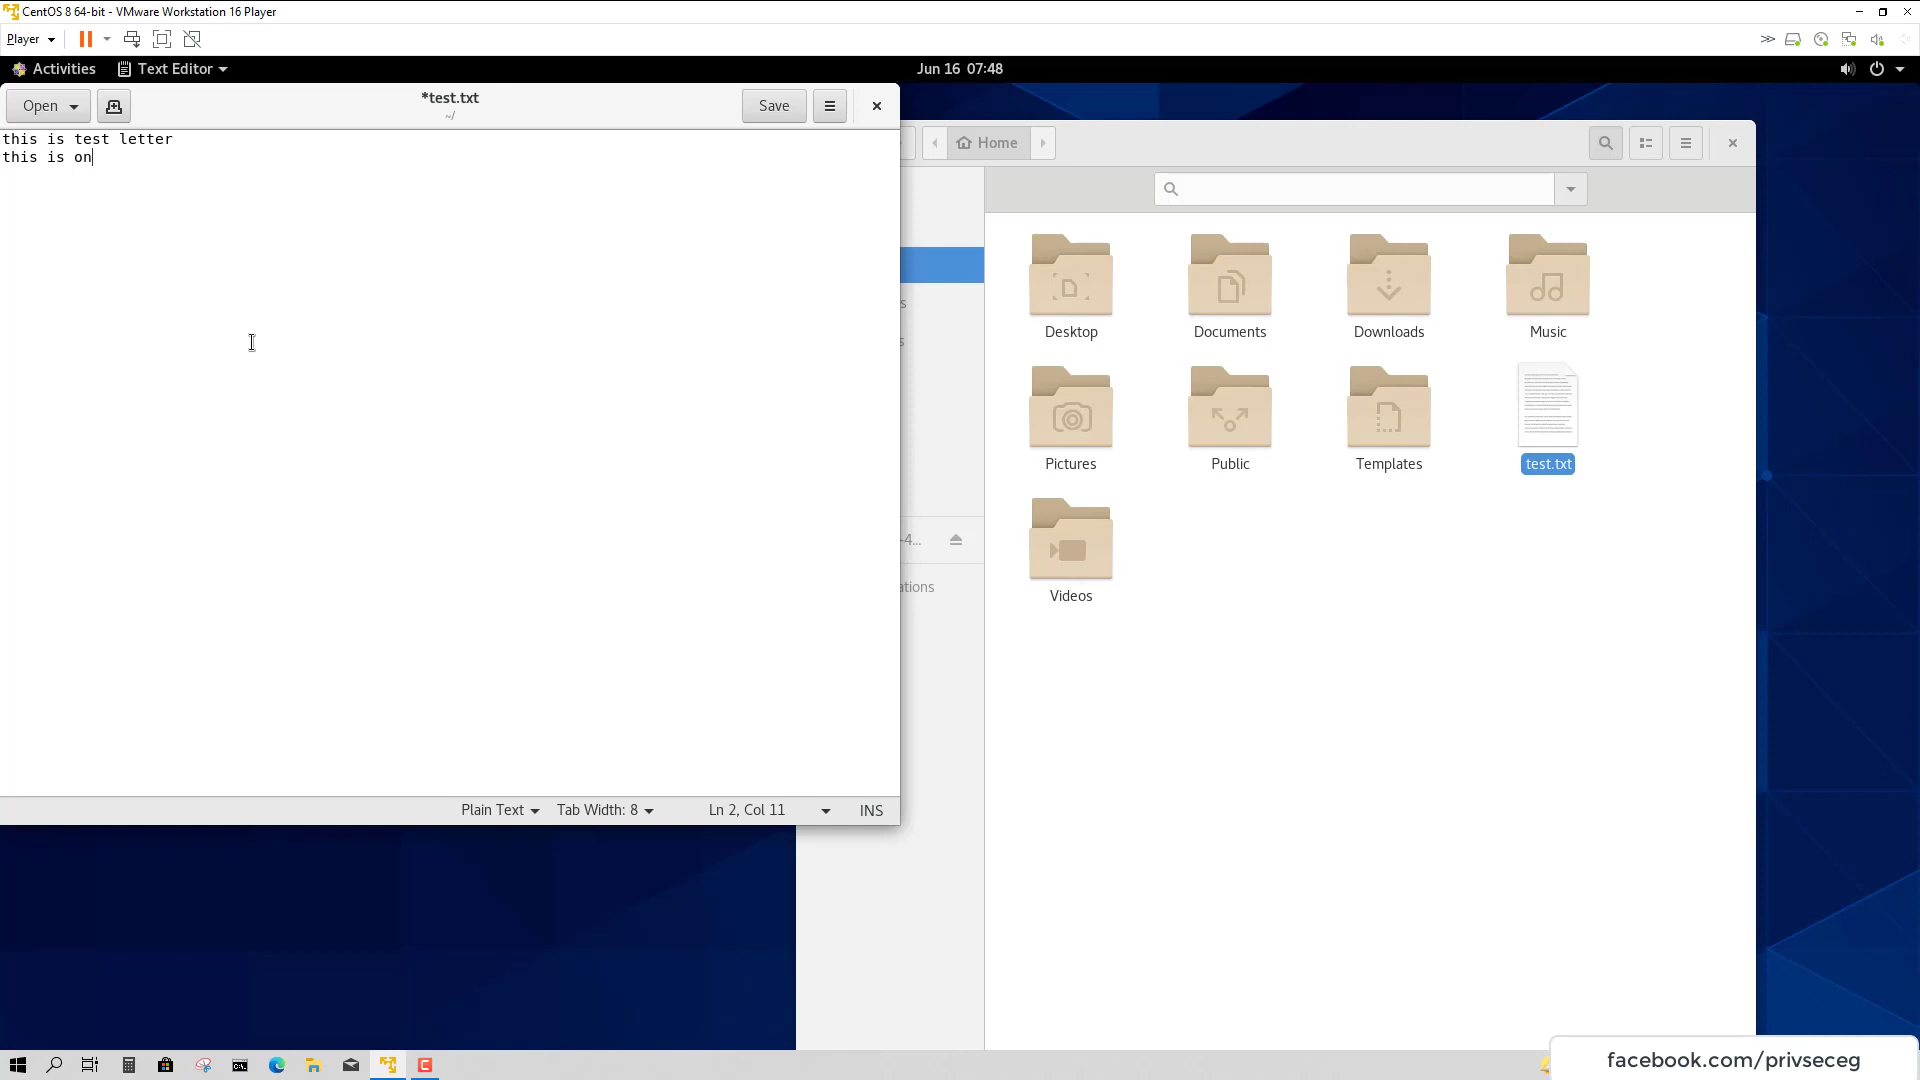 CentOS 8 64-bit - VMware Workstation 16 Player
Player
Activities
Text Editor
Jun 16 07:48
Open
*test.txt
~/
Save
this is test letter
this is on
Home
Desktop
Documents
Downloads
Music
Pictures
Public
Templates
test.txt
Videos
-4...
ations
Plain Text
Tab Width: 8
Ln 2, Col 11
INS
facebook.com/privseceg